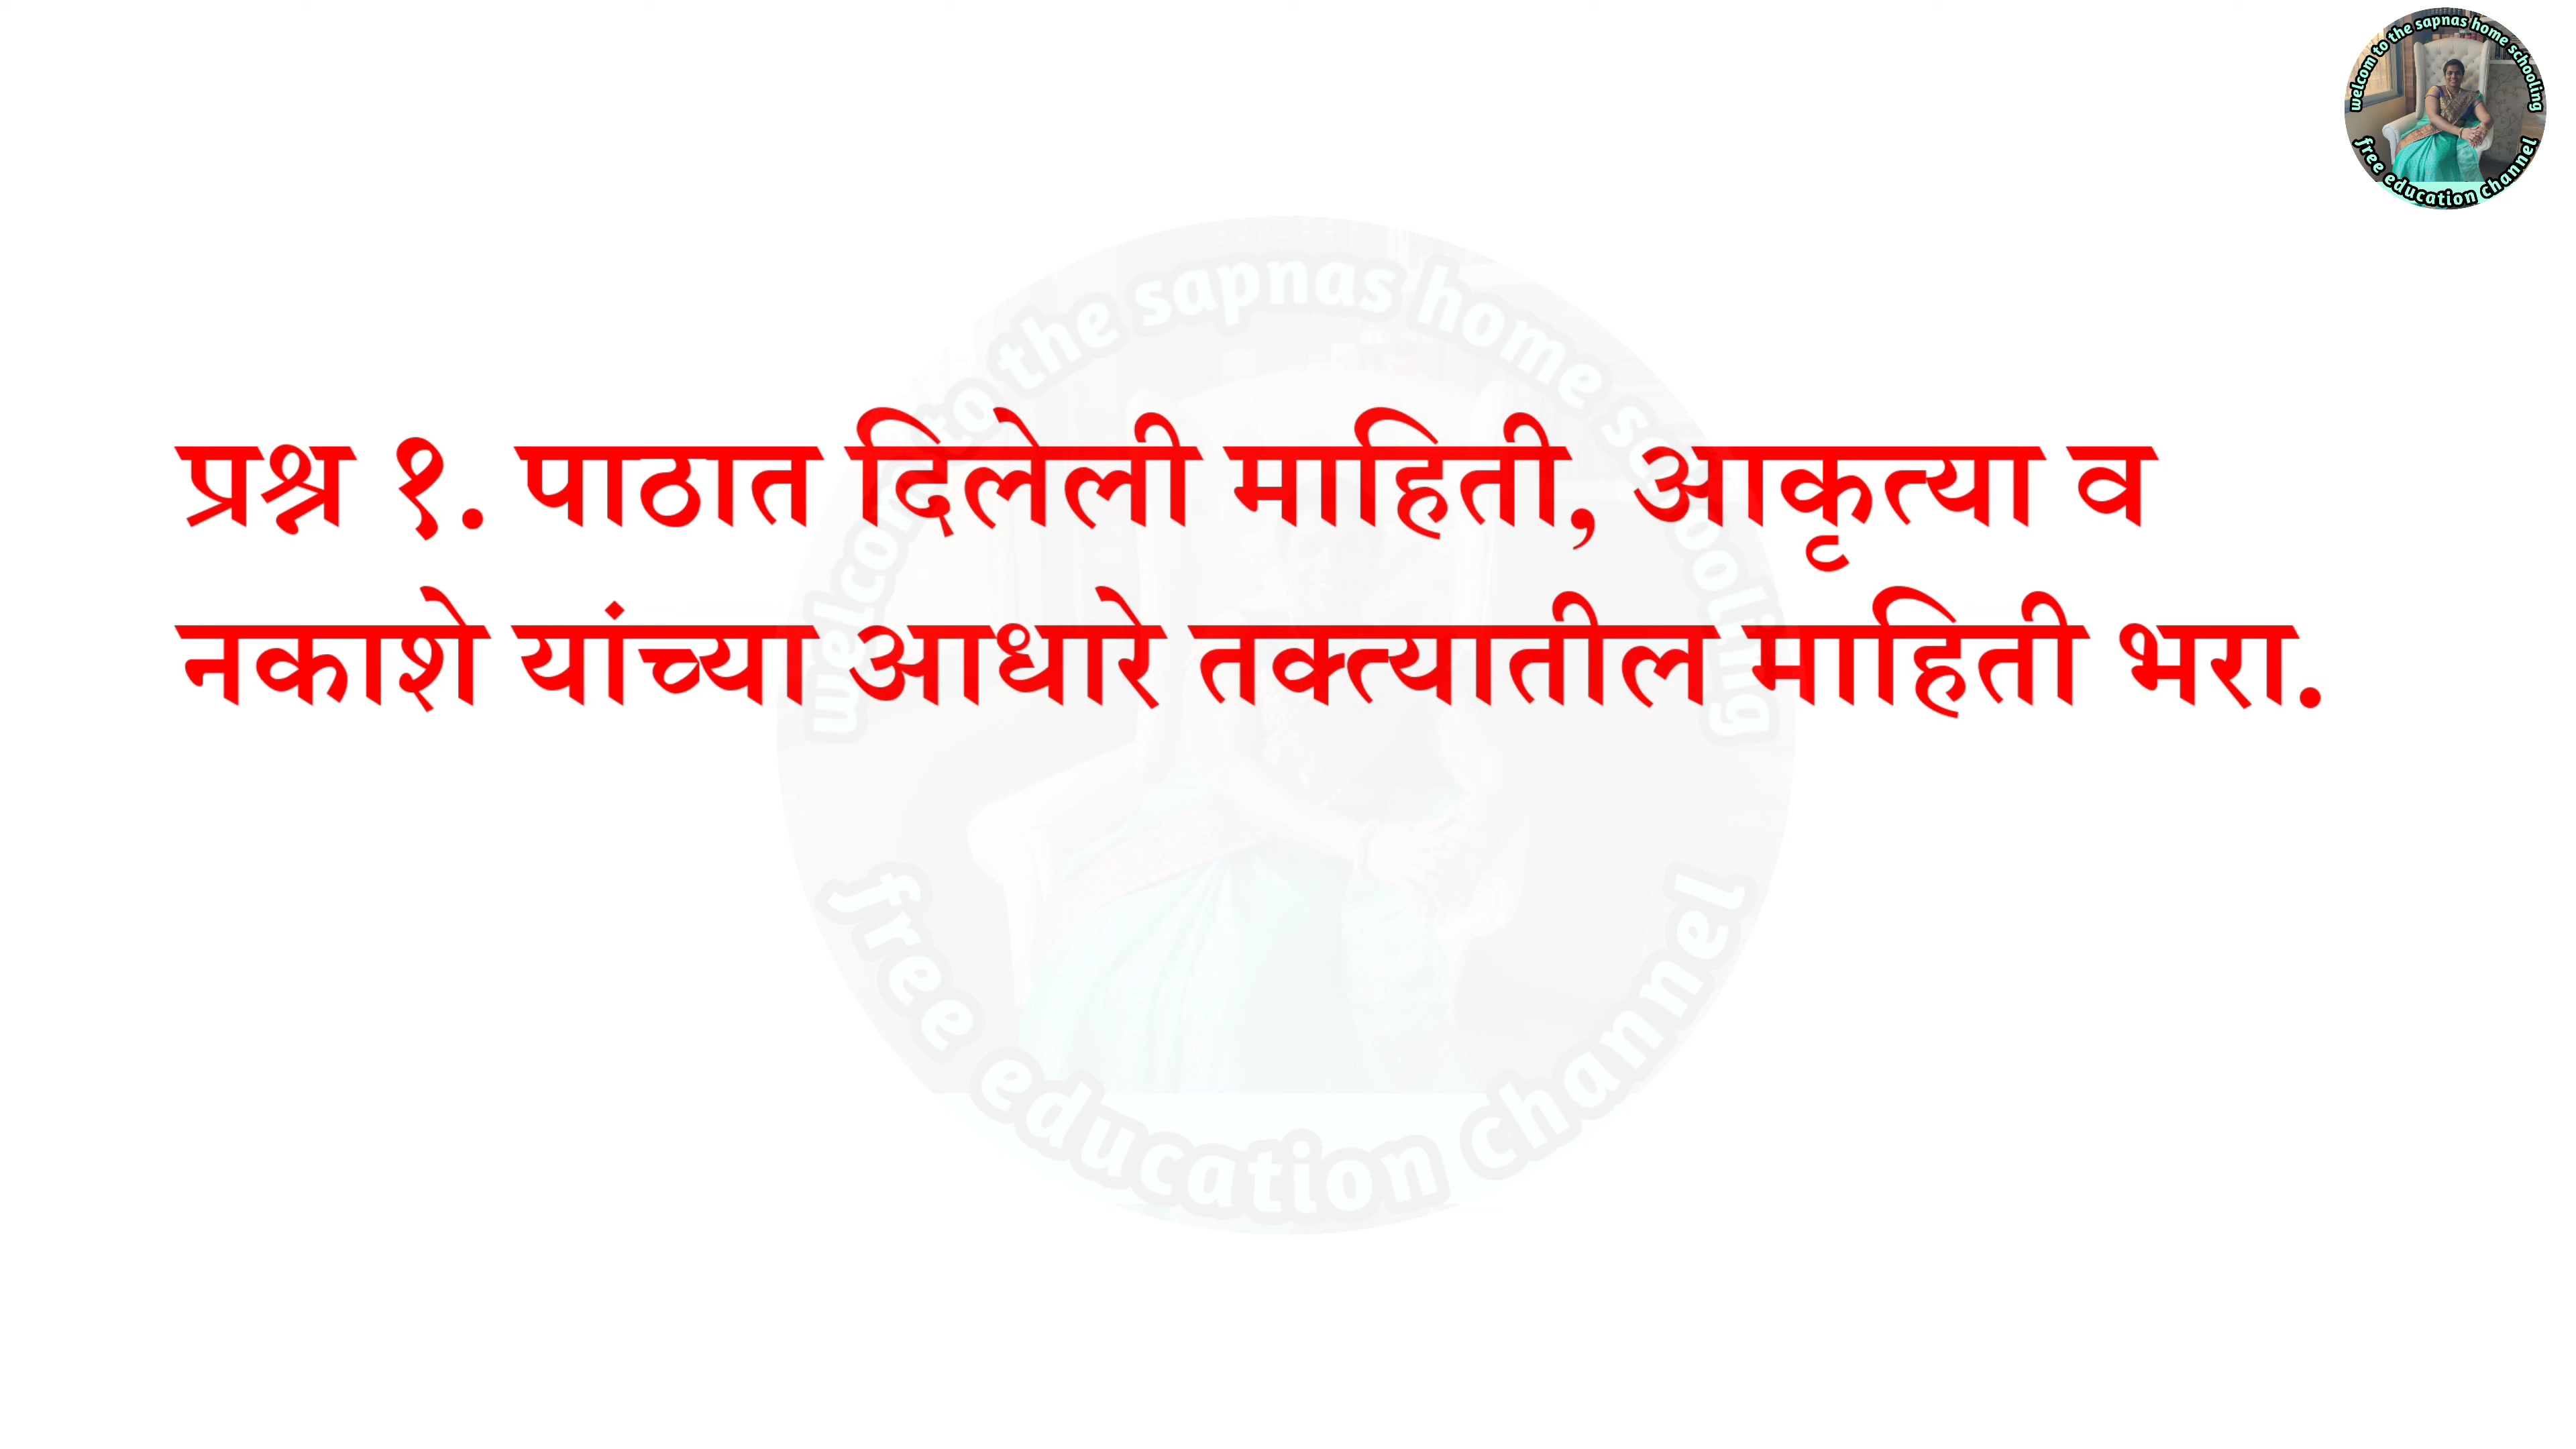 welcom to the sapnas home schooling
free education channel
प्रश्न १. पाठात दिलेली माहिती, आकृत्या व
नकाशे यांच्या आधारे तक्त्यातील माहिती भरा.
welcom to the sapnas home schooling
free education channel